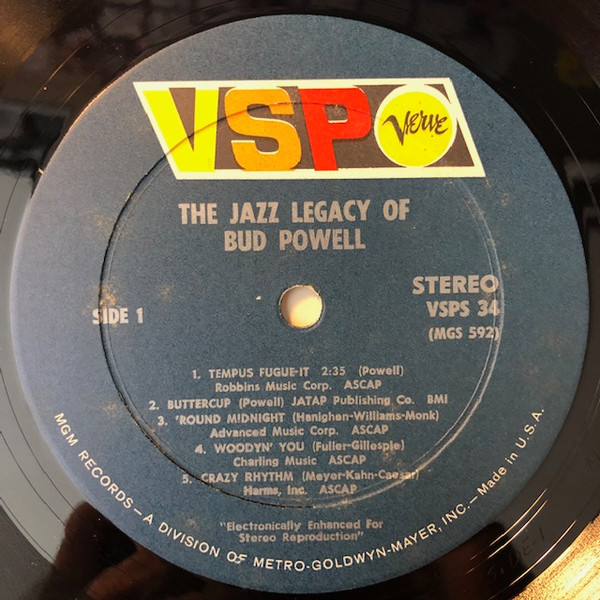 VSP Verve
THE JAZZ LEGACY OF
BUD POWELL
STEREO
VSPS 34
(MGS 592)
SIDE 1
1. TEMPUS FUGUE-IT 2:35 (Powell)
Robbins Music Corp. ASCAP
2. BUTTERCUP (Powell) JATAP Publishing Co. BMI
3. 'ROUND MIDNIGHT (Hanighen-Williams-Monk)
Advanced Music Corp. ASCAP
4. WOODYN' YOU (Fuller-Gillespie)
Charling Music ASCAP
5. CRAZY RHYTHM (Meyer-Kahn-Caesar)
Harms, Inc. ASCAP
"Electronically Enhanced For
Stereo Reproduction"
MGM RECORDS—A DIVISION OF METRO-GOLDWYN-MAYER, INC.—Made in U.S.A.